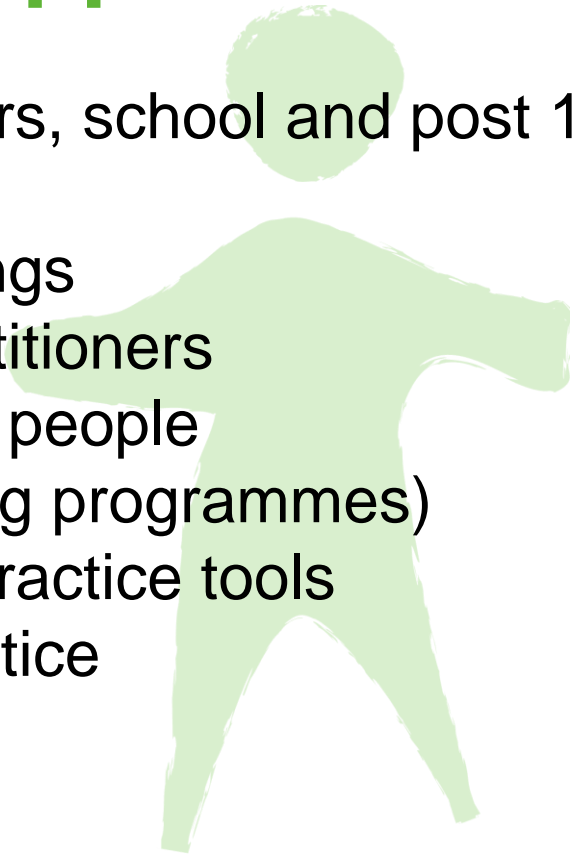 rs, school and post 1
ngs
titioners
people
g programmes)
ractice tools
tice